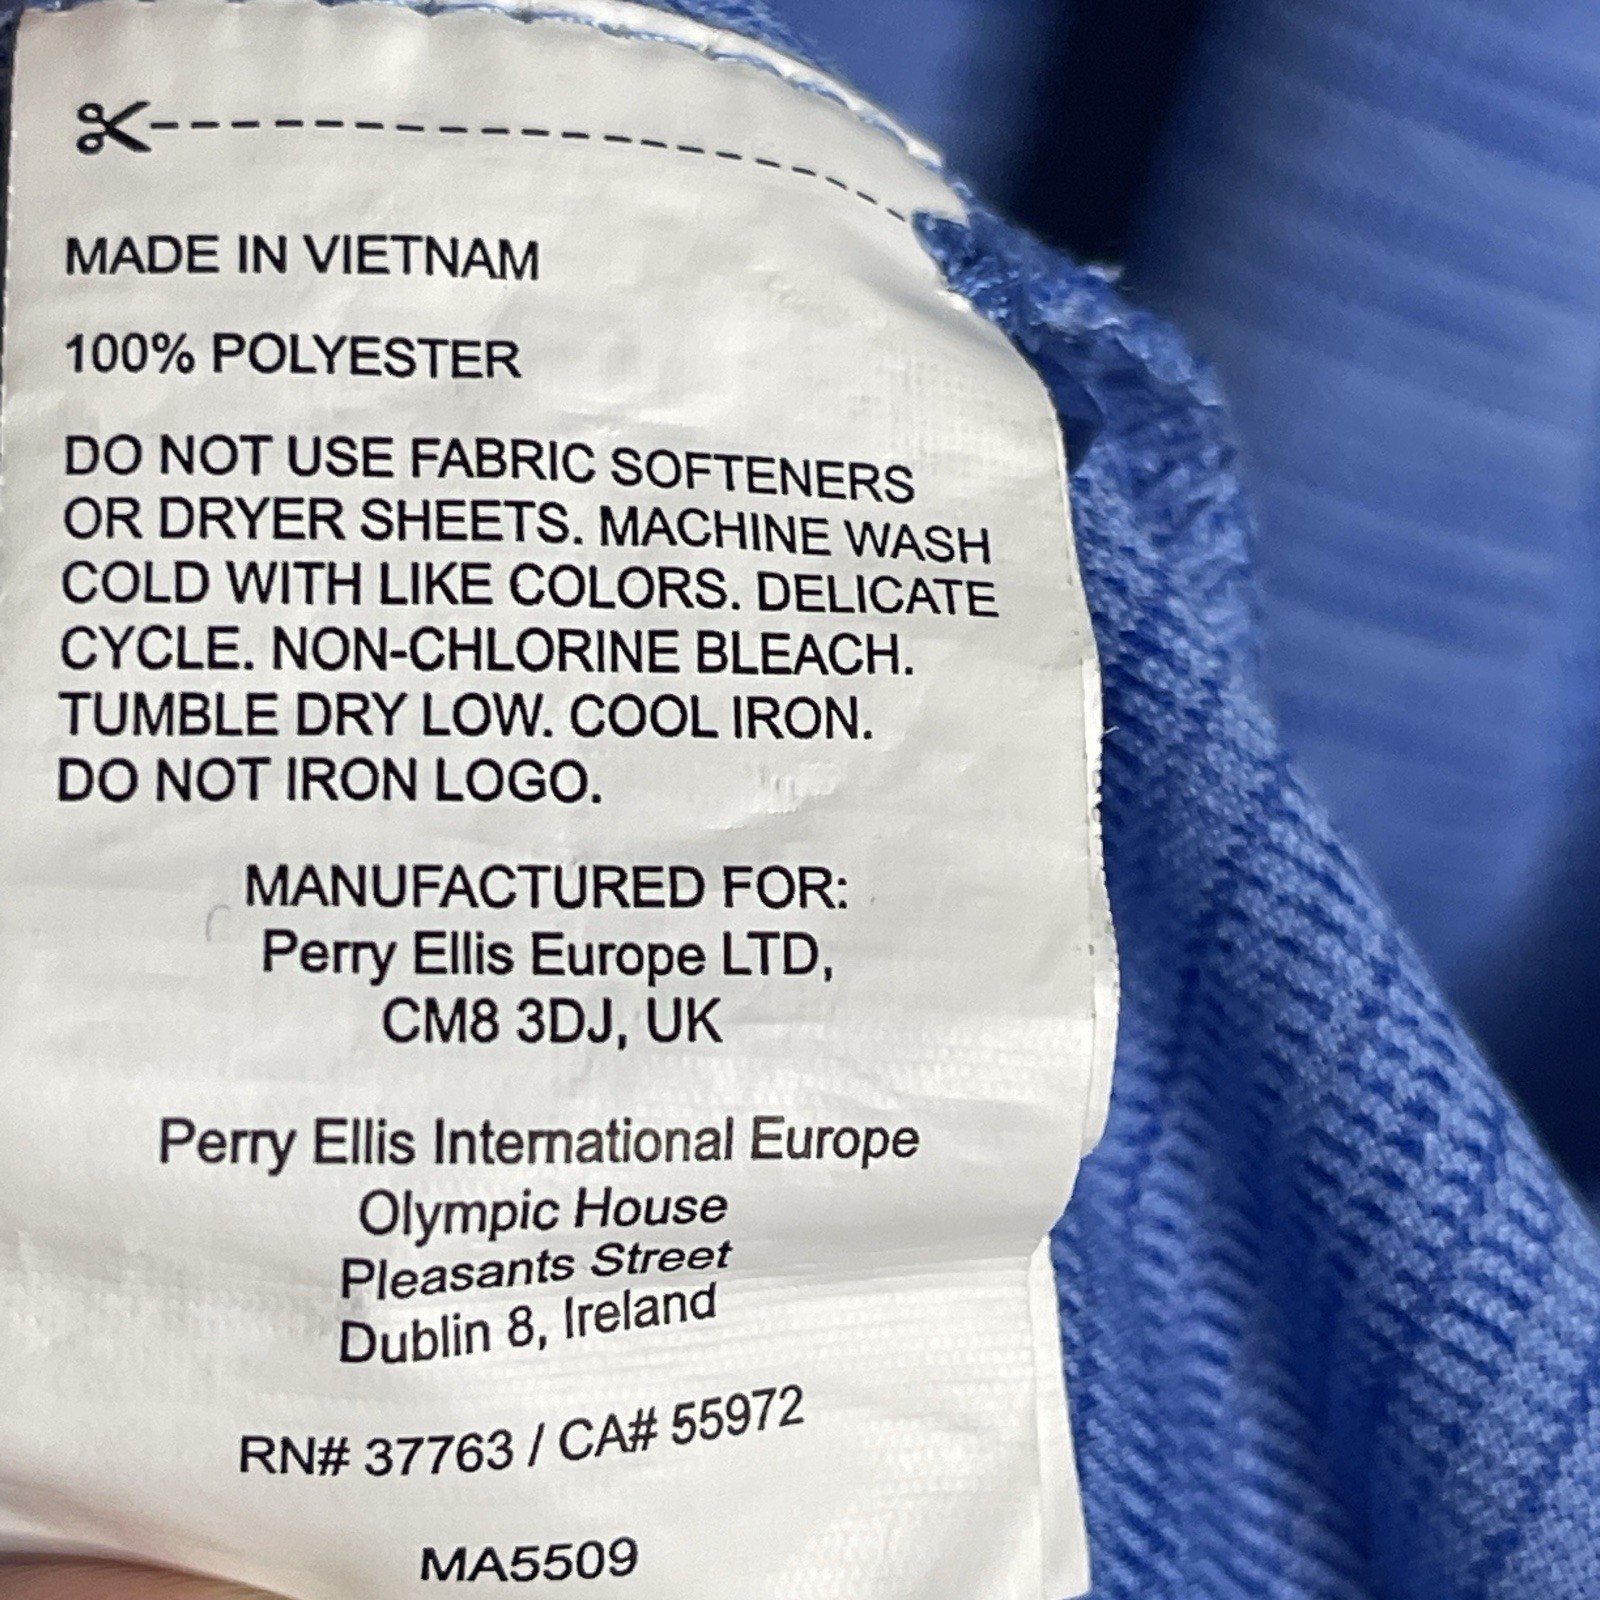 MADE IN VIETNAM
100% POLYESTER
DO NOT USE FABRIC SOFTENERS
OR DRYER SHEETS. MACHINE WASH
COLD WITH LIKE COLORS. DELICATE
CYCLE. NON-CHLORINE BLEACH.
TUMBLE DRY LOW. COOL IRON.
DO NOT IRON LOGO.
MANUFACTURED FOR:
Perry Ellis Europe LTD,
CM8 3DJ, UK
Perry Ellis International Europe
Olympic House
Pleasants Street
Dublin 8, Ireland
RN# 37763 / CA# 55972
MA5509